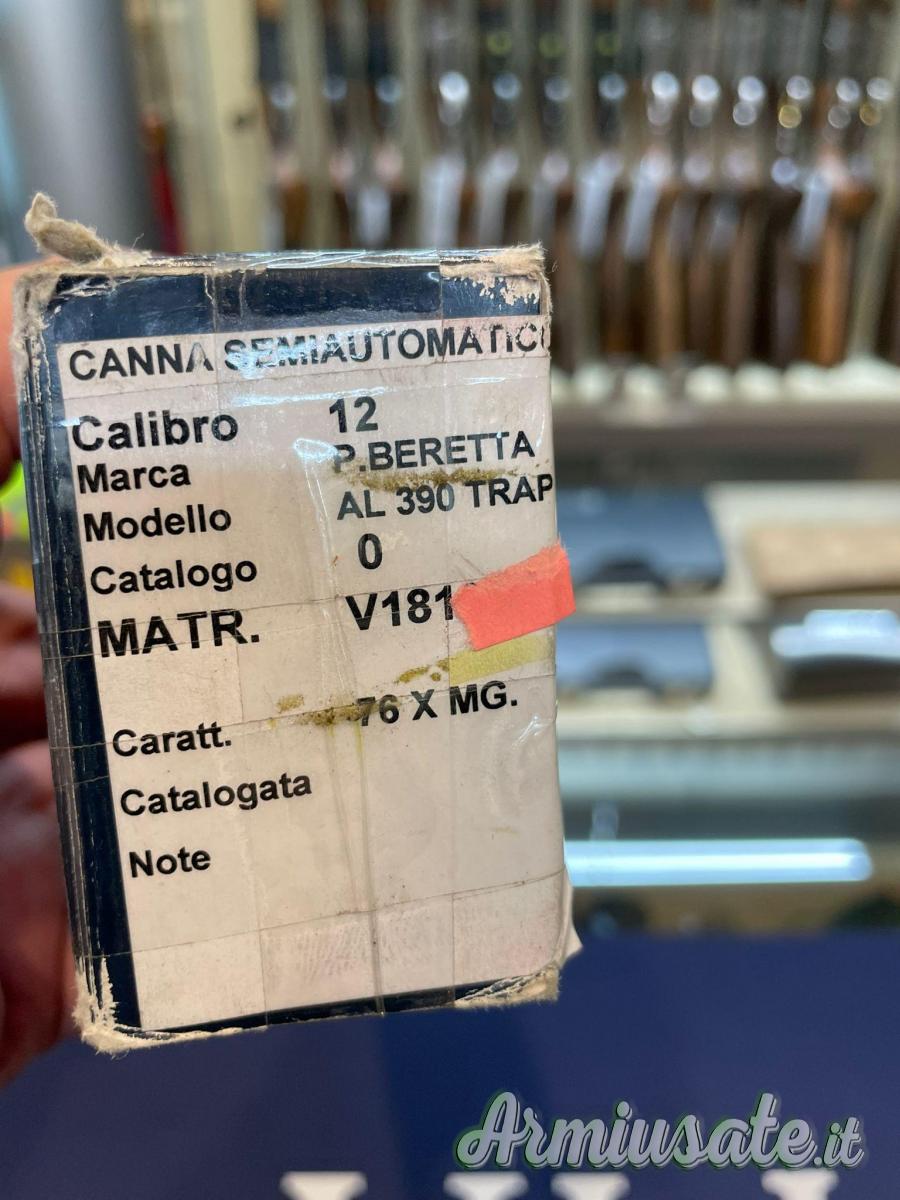 CANNA SEMIAUTOMATICO
Calibro 12
Marca P.BERETTA
Modello AL 390 TRAP
Catalogo 0
MATR. V181
Caratt. 76 X MG.
Catalogata
Note
Armiusate.it